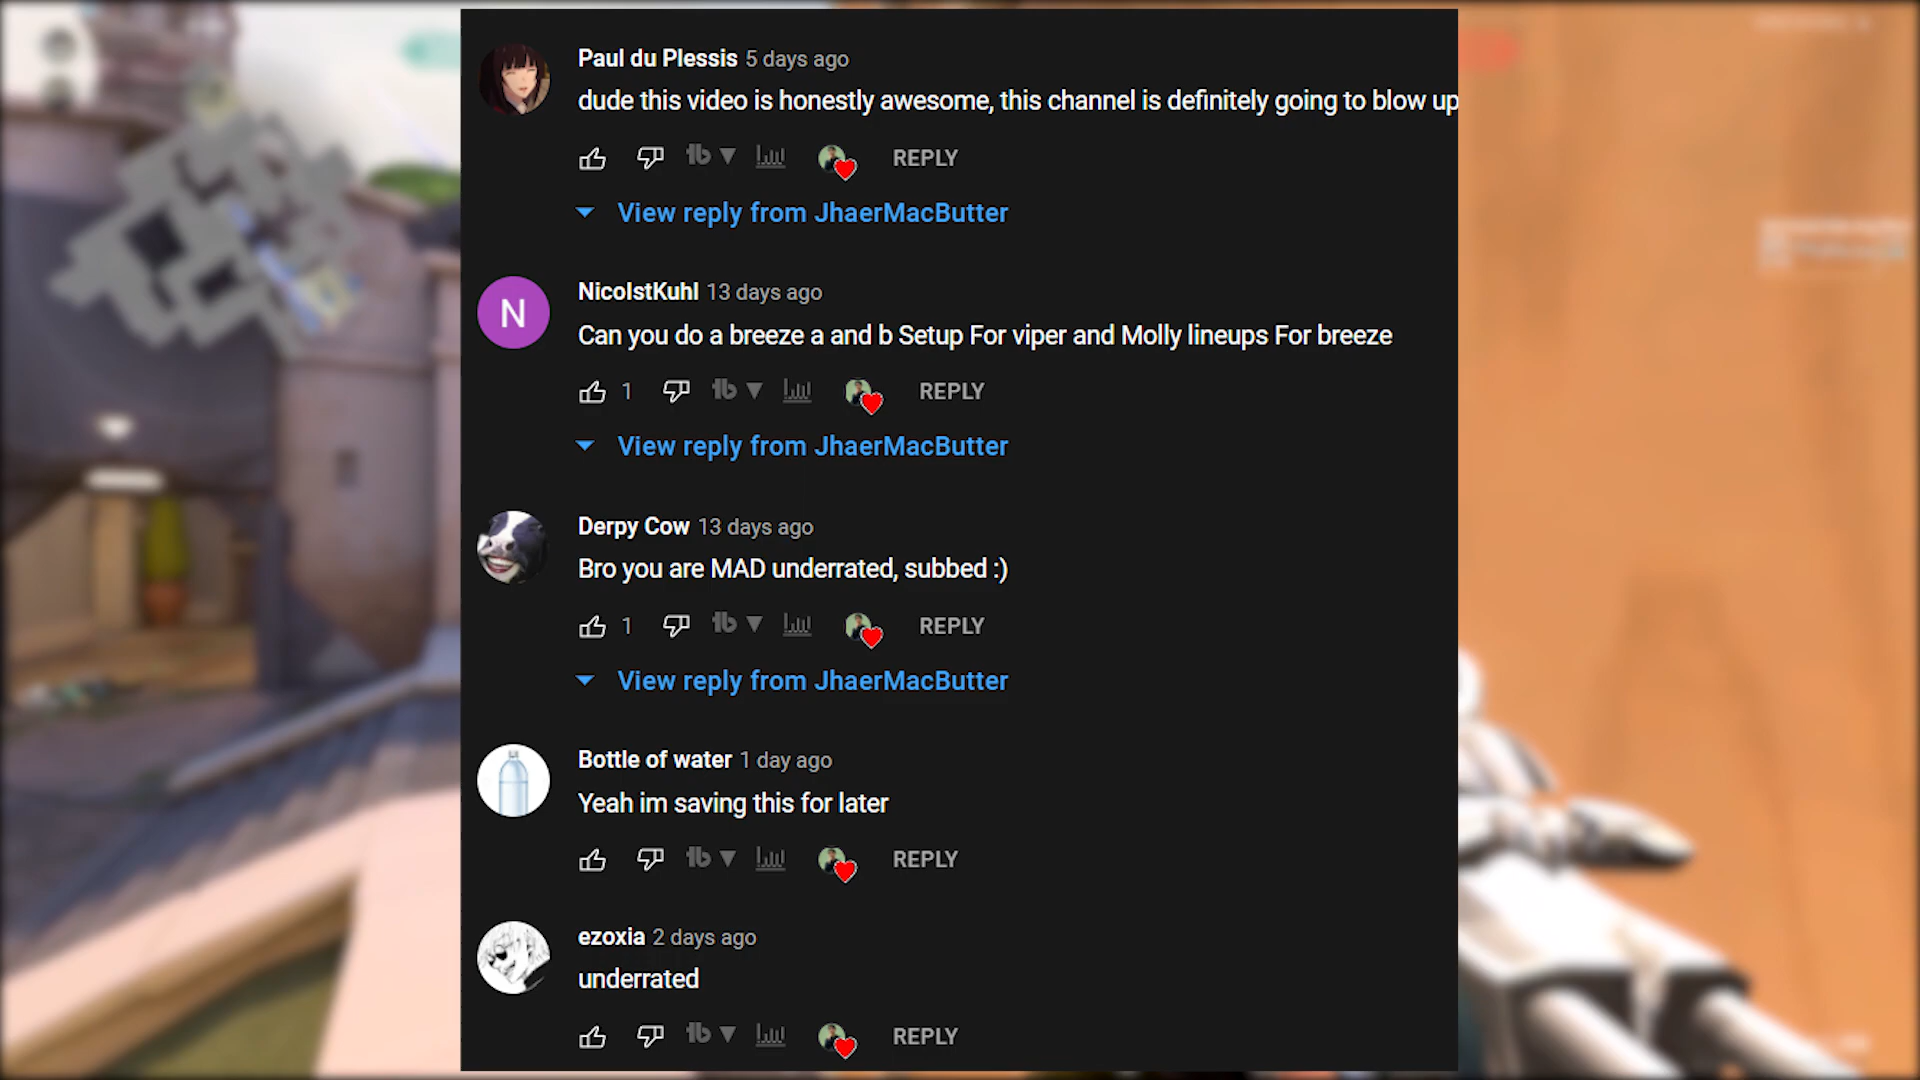 Paul du Plessis 5 days ago
dude this video is honestly awesome, this channel is definitely going to blow up
REPLY
View reply from JhaerMacButter
N
NicolstKuhl 13 days ago
Can you do a breeze a and b Setup For viper and Molly lineups For breeze
1 REPLY
View reply from JhaerMacButter
Derpy Cow 13 days ago
Bro you are MAD underrated, subbed :)
1 REPLY
View reply from JhaerMacButter
Bottle of water 1 day ago
Yeah im saving this for later
REPLY
ezoxia 2 days ago
underrated
REPLY